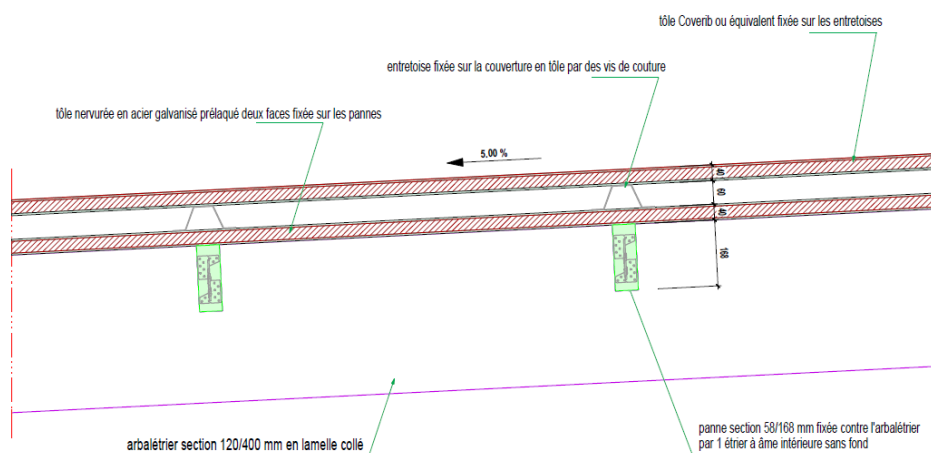 tôle Coverib ou équivalent fixée sur les entretoises
entretoise fixée sur la couverture en tôle par des vis de couture
tôle nervurée en acier galvanisé prélaqué deux faces fixée sur les pannes
5.00 %
40
60
40
168
arbalétrier section 120/400 mm en lamelle collé
panne section 58/168 mm fixée contre l'arbalétrier
par 1 étrier à âme intérieure sans fond